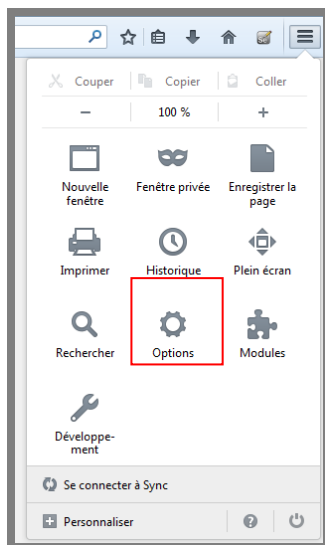 Couper Copier Coller
− 100 % +
Nouvelle fenêtre
Fenêtre privée
Enregistrer la page
Imprimer Historique Plein écran
Rechercher Options Modules
Développe-
ment
Se connecter à Sync
Personnaliser ?